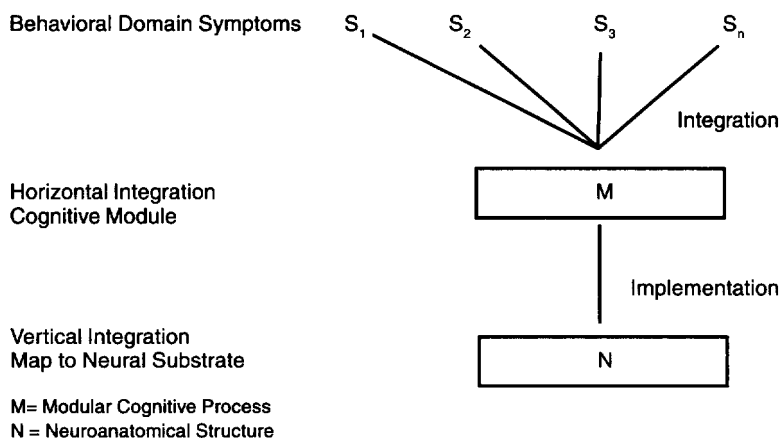 Behavioral Domain Symptoms S₁ S₂ S₃ Sₙ
Integration
Horizontal Integration
Cognitive Module
M
Implementation
Vertical Integration
Map to Neural Substrate
N
M= Modular Cognitive Process
N = Neuroanatomical Structure